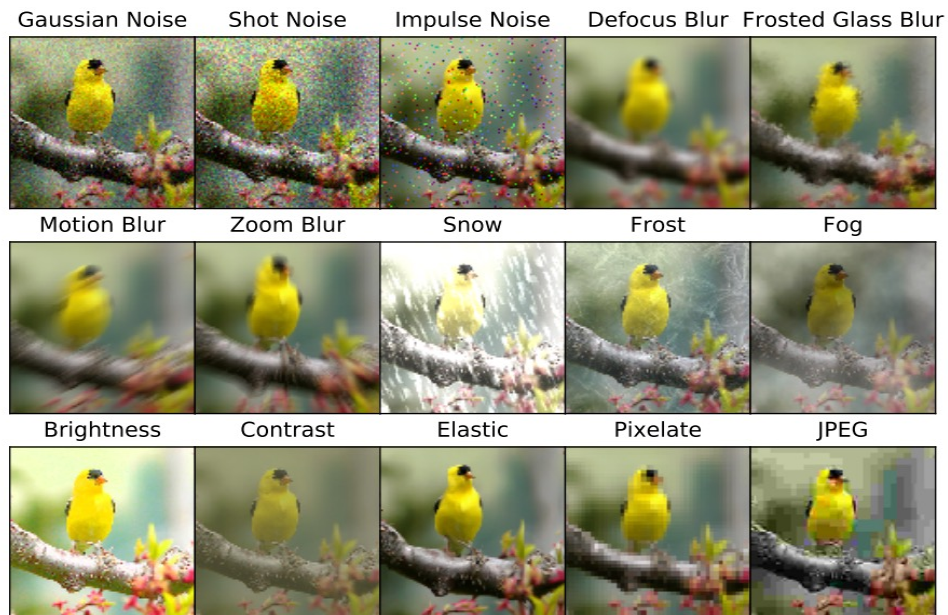 Gaussian Noise Shot Noise Impulse Noise Defocus Blur Frosted Glass Blur
Motion Blur Zoom Blur Snow Frost Fog
Brightness Contrast Elastic Pixelate JPEG